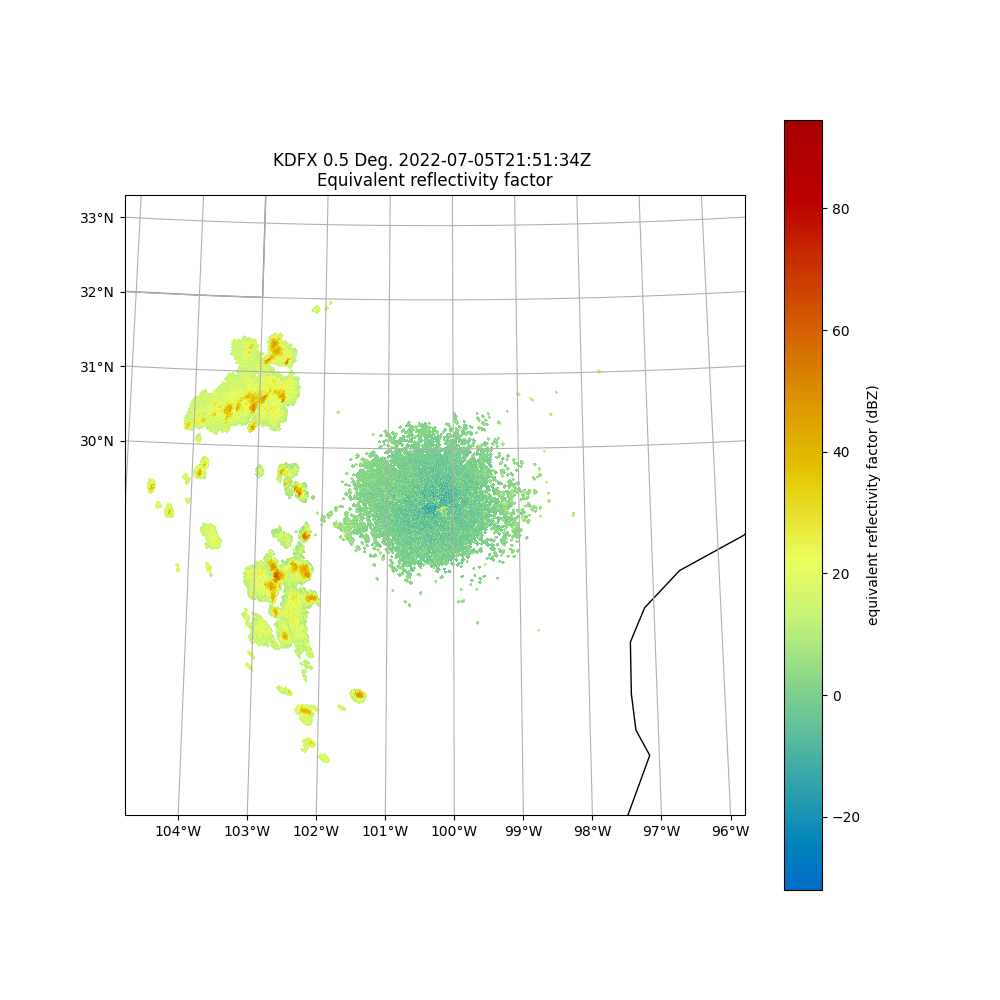 KDFX 0.5 Deg. 2022-07-05T21:51:34Z
Equivalent reflectivity factor
33°N
32°N
31°N
30°N
104°W 103°W 102°W 101°W 100°W 99°W 98°W 97°W 96°W
80
60
40
20
0
−20
equivalent reflectivity factor (dBZ)